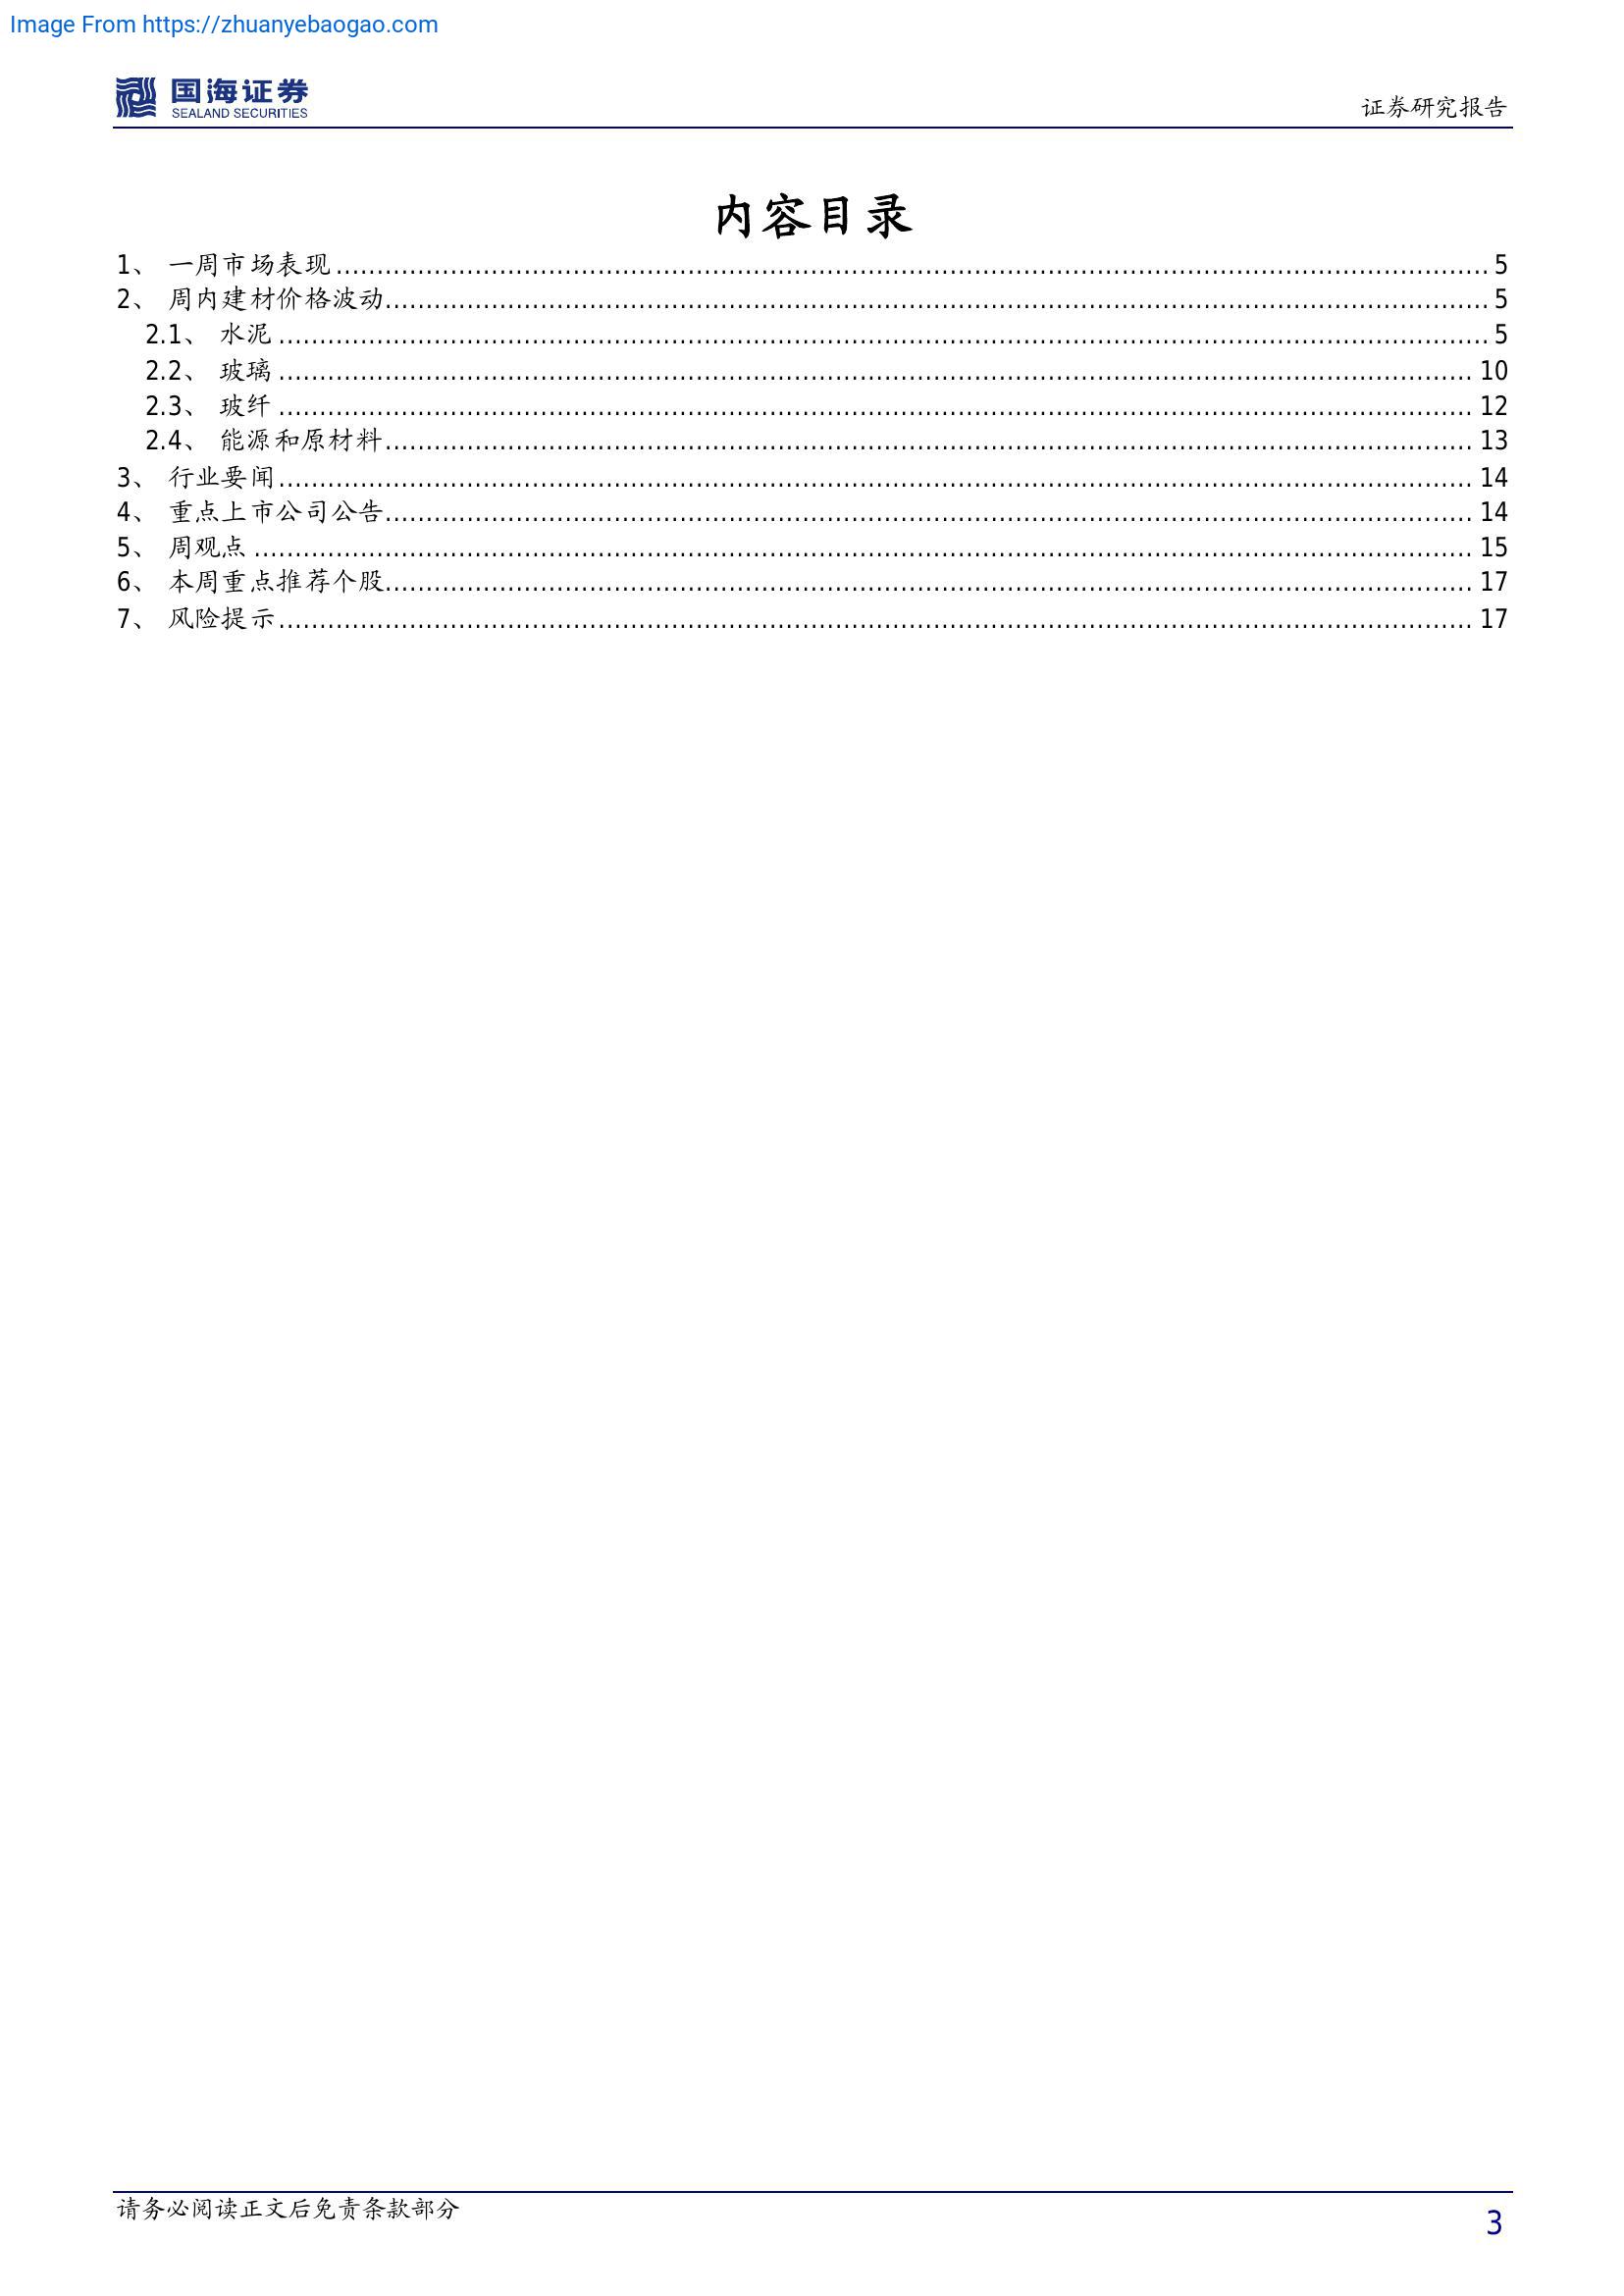 Image From https://zhuanyebaogao.com
国海证券
SEALAND SECURITIES
证券研究报告
内容目录
1、 一周市场表现 ........ 5
2、 周内建材价格波动 ........ 5
2.1、 水泥 ........ 5
2.2、 玻璃 ........ 10
2.3、 玻纤 ........ 12
2.4、 能源和原材料 ........ 13
3、 行业要闻 ........ 14
4、 重点上市公司公告 ........ 14
5、 周观点 ........ 15
6、 本周重点推荐个股 ........ 17
7、 风险提示 ........ 17
请务必阅读正文后免责条款部分
3